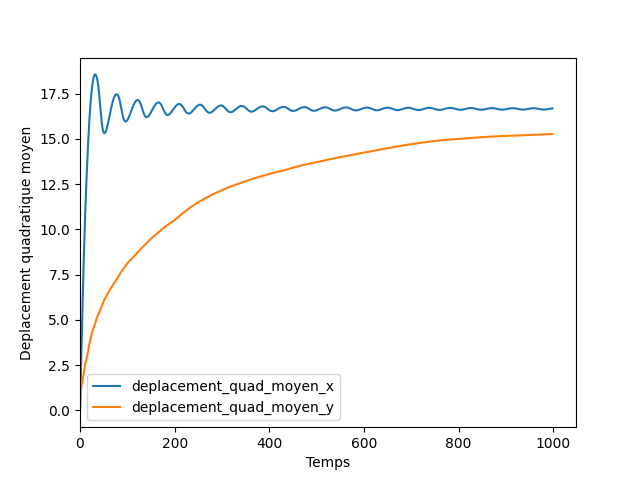 Deplacement quadratique moyen
17.5
15.0
12.5
10.0
7.5
5.0
2.5
0.0
deplacement_quad_moyen_x
deplacement_quad_moyen_y
0 200 400 600 800 1000
Temps